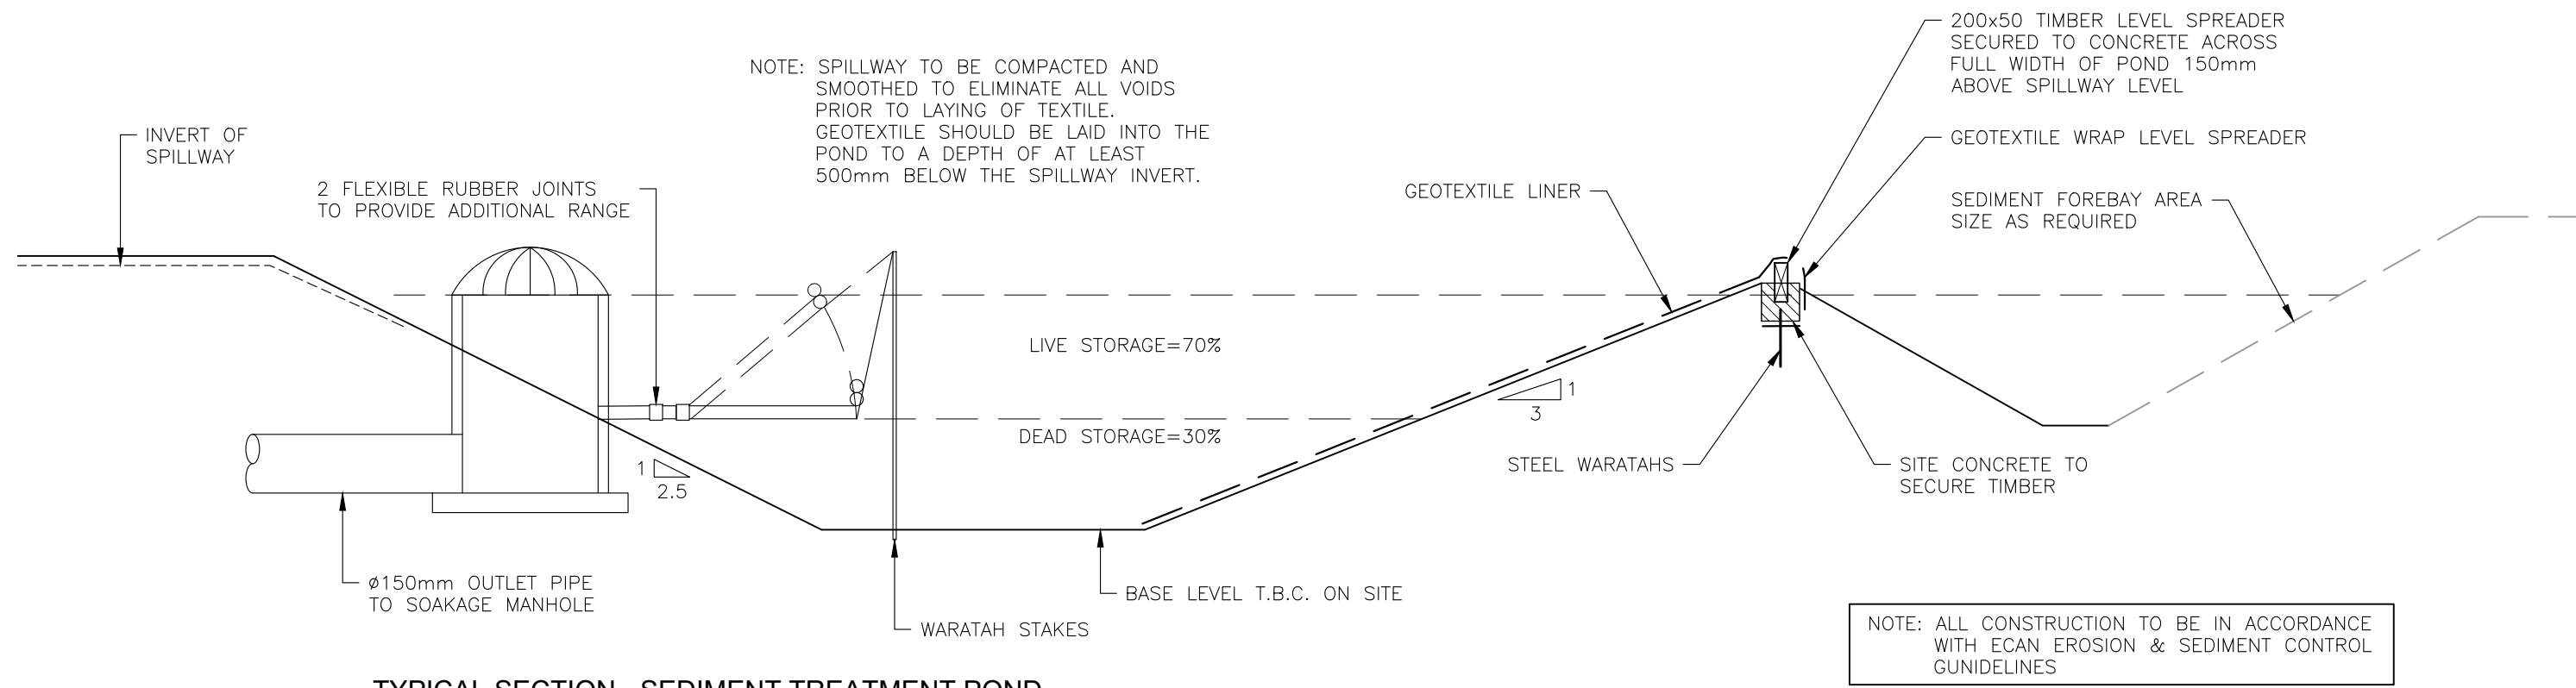 NOTE: SPILLWAY TO BE COMPACTED AND
SMOOTHED TO ELIMINATE ALL VOIDS
PRIOR TO LAYING OF TEXTILE.
GEOTEXTILE SHOULD BE LAID INTO THE
POND TO A DEPTH OF AT LEAST
500mm BELOW THE SPILLWAY INVERT.
200x50 TIMBER LEVEL SPREADER
SECURED TO CONCRETE ACROSS
FULL WIDTH OF POND 150mm
ABOVE SPILLWAY LEVEL
INVERT OF
SPILLWAY
GEOTEXTILE WRAP LEVEL SPREADER
2 FLEXIBLE RUBBER JOINTS
TO PROVIDE ADDITIONAL RANGE
GEOTEXTILE LINER
SEDIMENT FOREBAY AREA
SIZE AS REQUIRED
LIVE STORAGE=70%
1
3
DEAD STORAGE=30%
1
2.5
STEEL WARATAHS
SITE CONCRETE TO
SECURE TIMBER
ø150mm OUTLET PIPE
TO SOAKAGE MANHOLE
BASE LEVEL T.B.C. ON SITE
WARATAH STAKES
NOTE: ALL CONSTRUCTION TO BE IN ACCORDANCE
WITH ECAN EROSION & SEDIMENT CONTROL
GUNIDELINES
TYPICAL SECTION - SEDIMENT TREATMENT POND